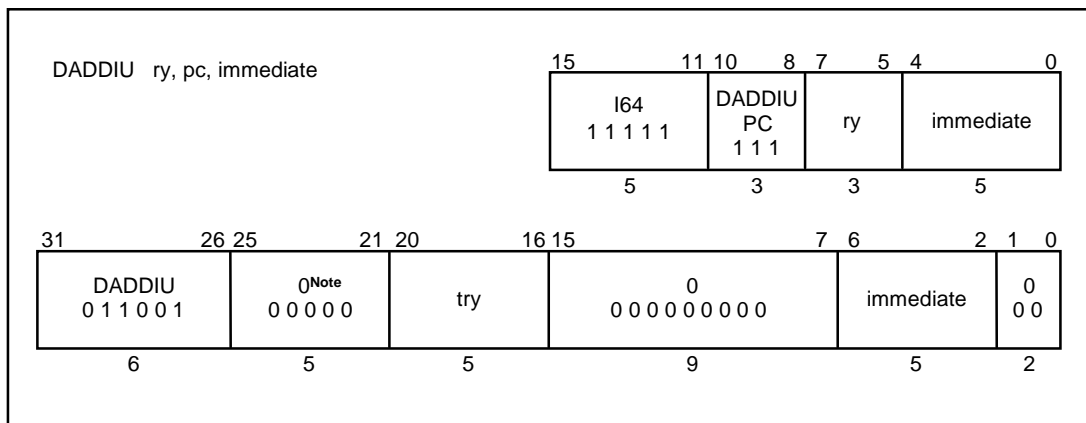 DADDIU ry, pc, immediate
15 11 10 8 7 5 4 0
I64
1 1 1 1 1
DADDIU
PC
1 1 1
ry
immediate
5 3 3 5
31 26 25 21 20 16 15 7 6 2 1 0
DADDIU
0 1 1 0 0 1
0Note
0 0 0 0 0
try
0
0 0 0 0 0 0 0 0 0
immediate
0
0 0
6 5 5 9 5 2